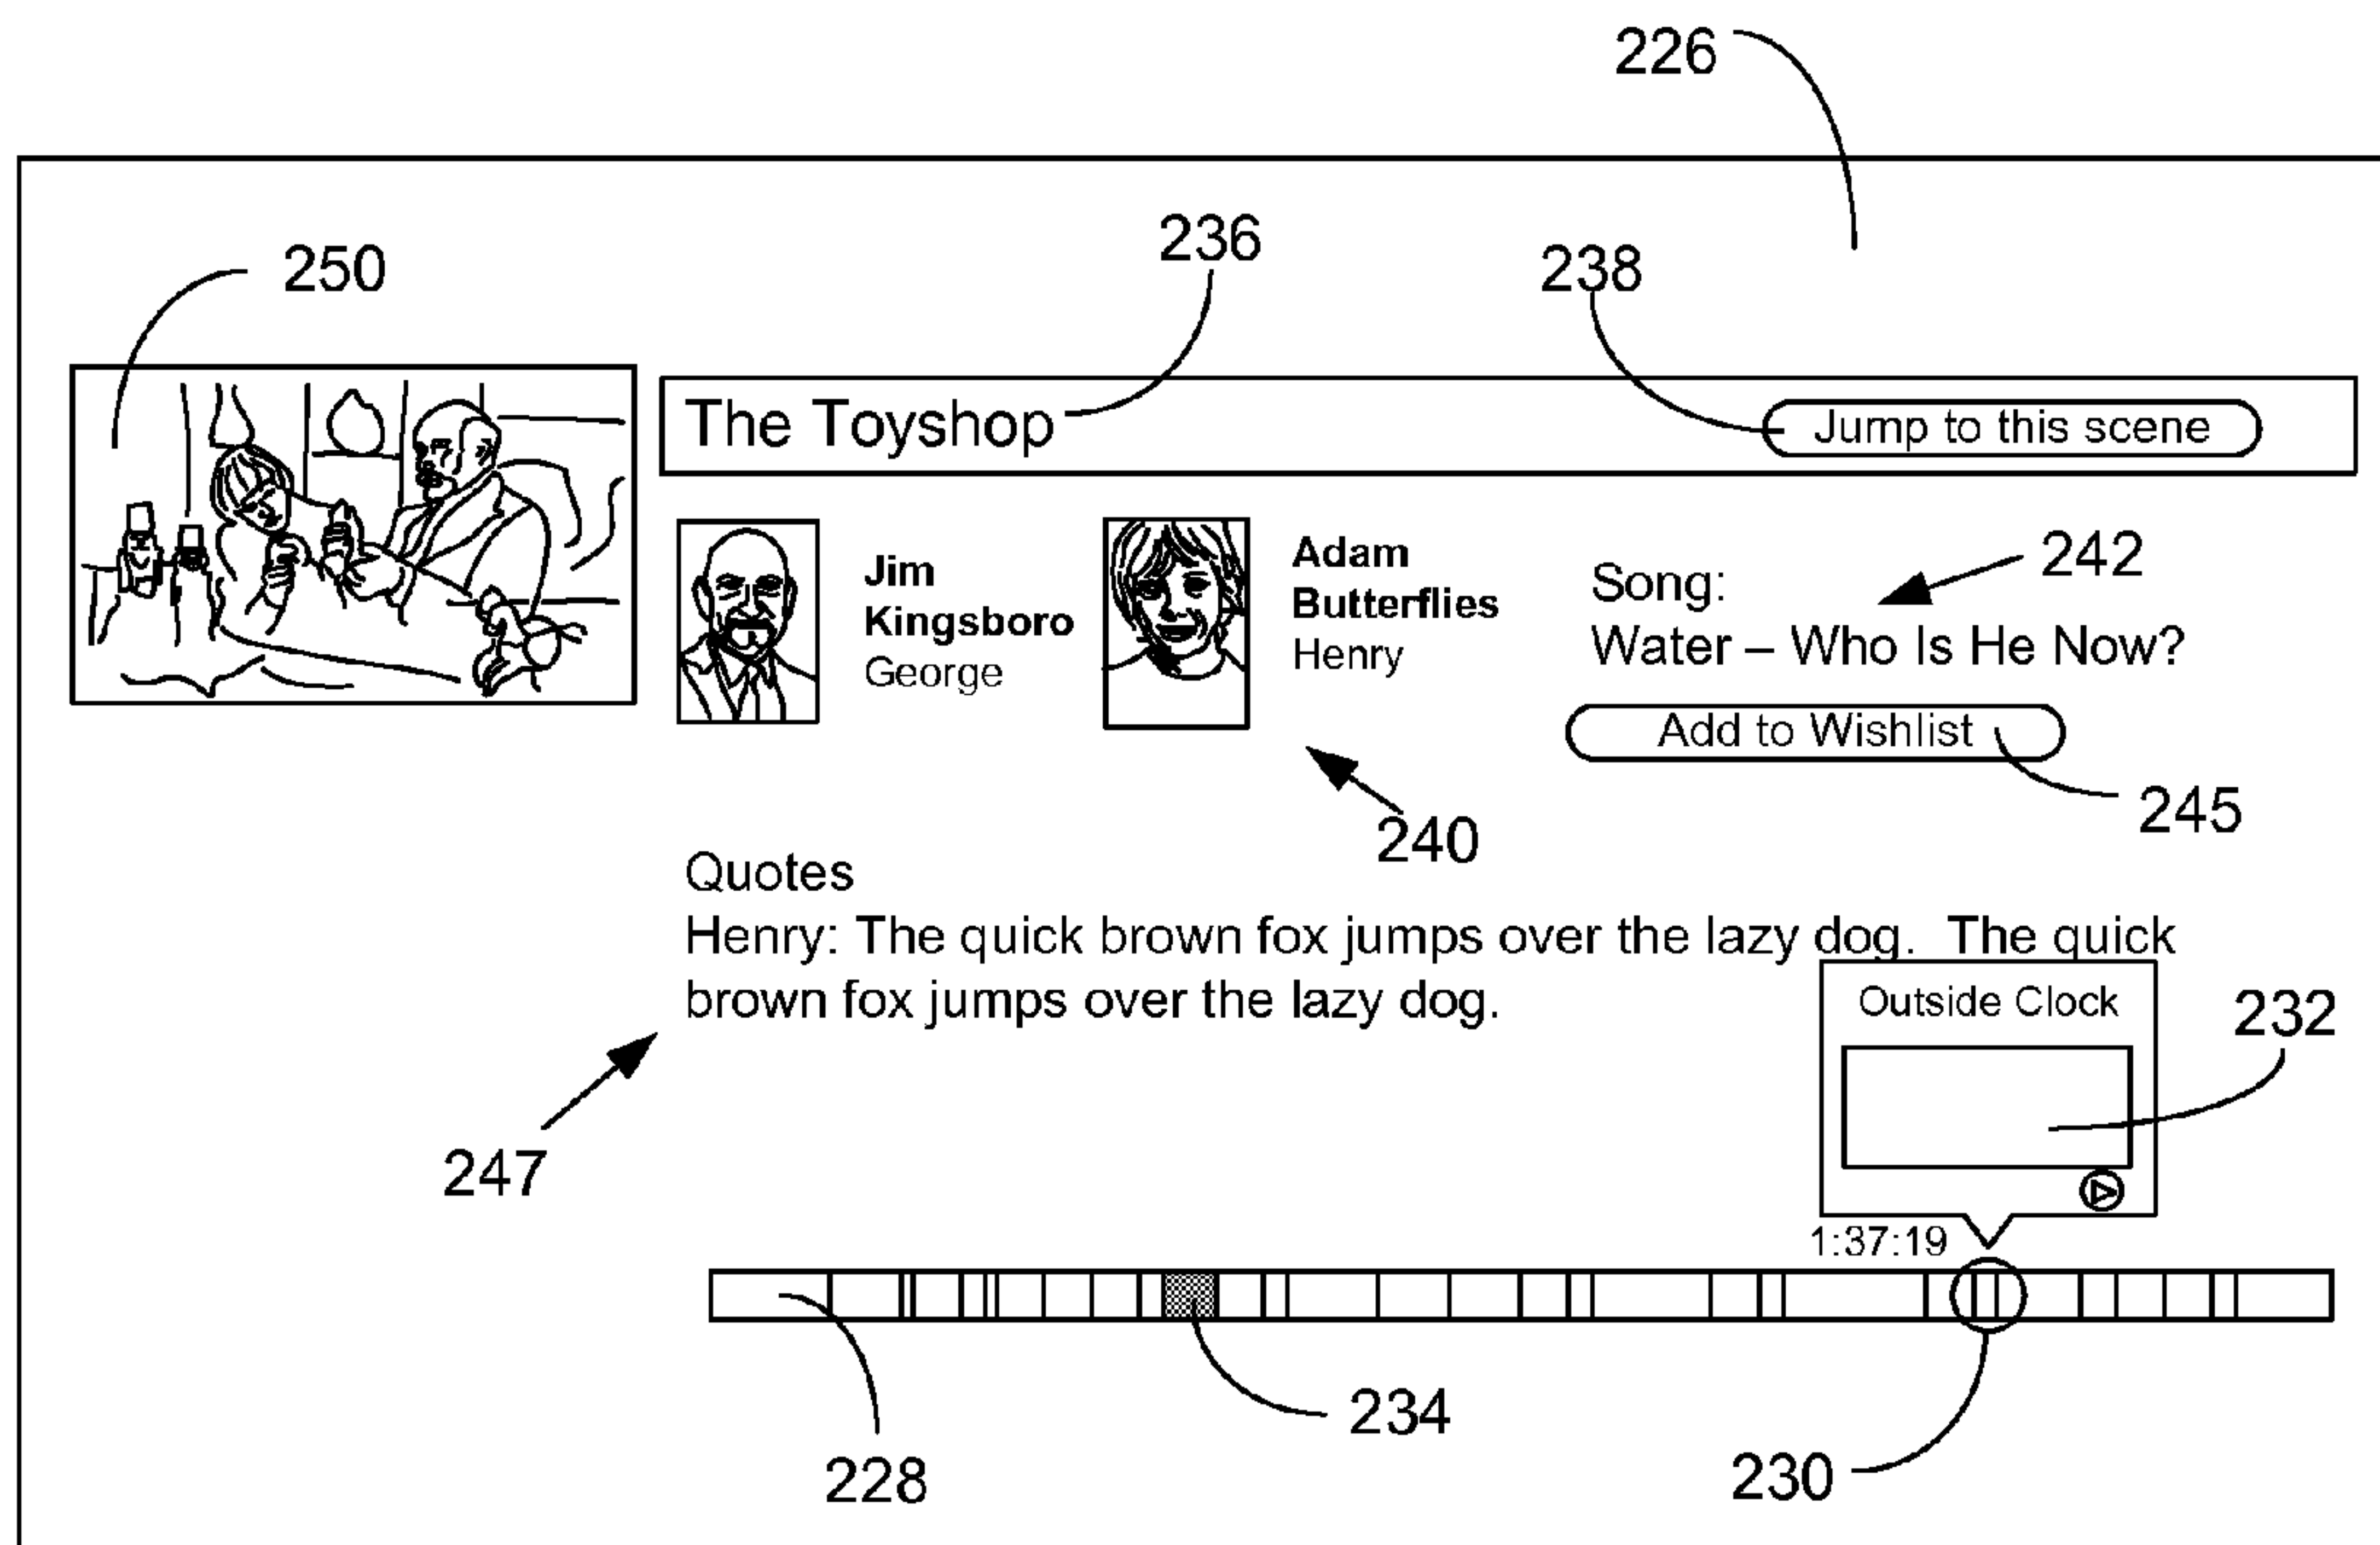 226
236
250
238
The Toyshop
Jump to this scene
Jim
Kingsboro
George
Adam
Butterflies
Henry
242
Song:
Water – Who Is He Now?
Add to Wishlist
245
240
Quotes
Henry: The quick brown fox jumps over the lazy dog.  The quick
brown fox jumps over the lazy dog.
Outside Clock
232
247
1:37:19
234
228
230